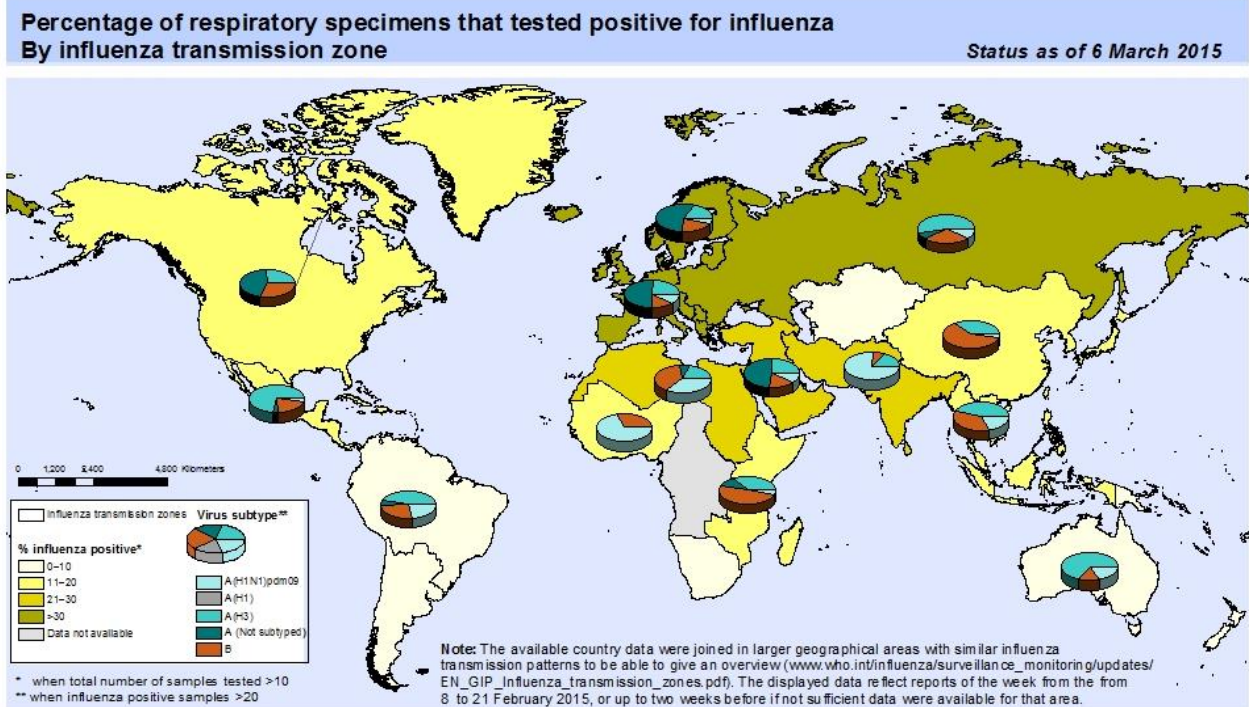 Percentage of respiratory specimens that tested positive for influenza
By influenza transmission zone
Status as of 6 March 2015
0 1,200 2,400 4,800 Kilometers
Influenza transmission zones
% influenza positive*
0–10
11–20
21–30
>30
Data not available
Virus subtype**
A(H1N1)pdm09
A(H1)
A(H3)
A (Not subtyped)
B
* when total number of samples tested >10
** when influenza positive samples >20
Note: The available country data were joined in larger geographical areas with similar influenza
transmission patterns to be able to give an overview (www.who.int/influenza/surveillance_monitoring/updates/
EN_GIP_Influenza_transmission_zones.pdf). The displayed data reflect reports of the week from the from
8 to 21 February 2015, or up to two weeks before if not sufficient data were available for that area.